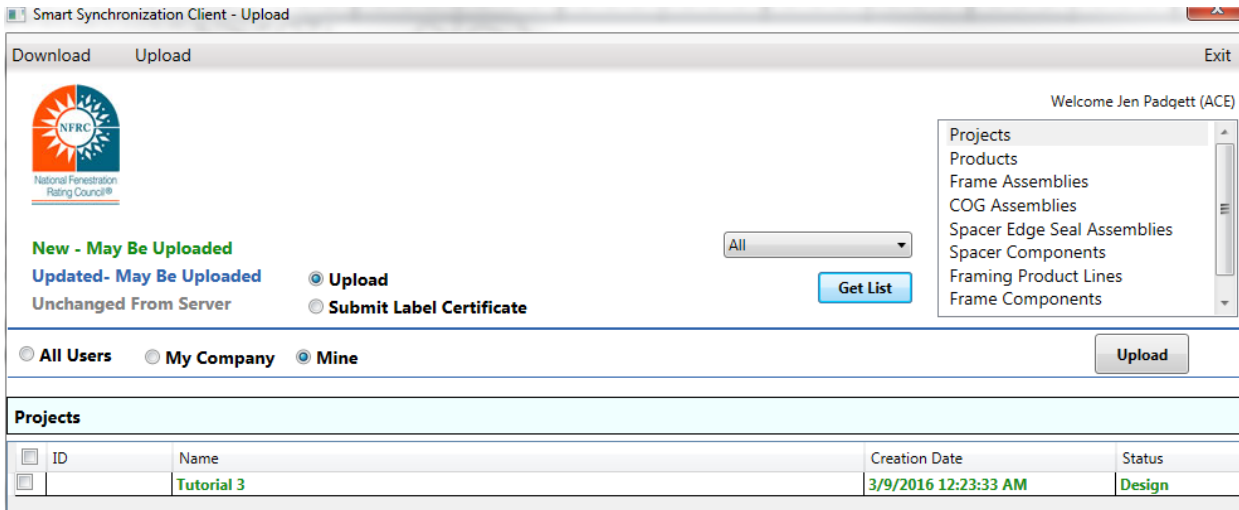 Smart Synchronization Client - Upload
Download Upload Exit
Welcome Jen Padgett (ACE)
NFRC
National Fenestration
Rating Council®
Projects
Products
Frame Assemblies
COG Assemblies
Spacer Edge Seal Assemblies
Spacer Components
Framing Product Lines
Frame Components
All
Get List
New - May Be Uploaded
Updated- May Be Uploaded
Unchanged From Server
Upload
Submit Label Certificate
All Users My Company Mine
Upload
Projects
ID Name Creation Date Status
Tutorial 3 3/9/2016 12:23:33 AM Design